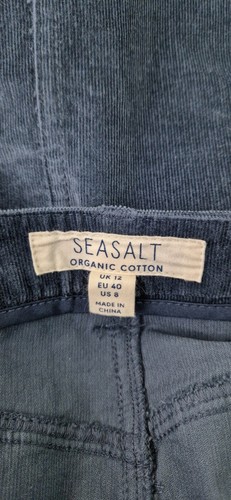 SEASALT
ORGANIC COTTON
UK 12
EU 40
US 8
MADE IN
CHINA